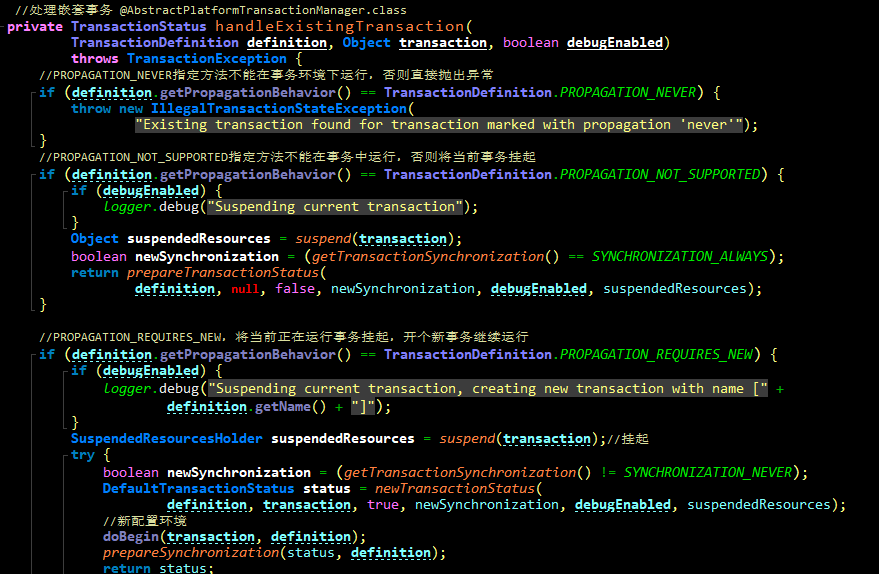 //处理嵌套事务 @AbstractPlatformTransactionManager.class
private TransactionStatus handleExistingTransaction(
TransactionDefinition definition, Object transaction, boolean debugEnabled)
throws TransactionException {
//PROPAGATION_NEVER指定方法不能在事务环境下运行，否则直接抛出异常
if (definition.getPropagationBehavior() == TransactionDefinition.PROPAGATION_NEVER) {
throw new IllegalTransactionStateException(
"Existing transaction found for transaction marked with propagation 'never'");
}
//PROPAGATION_NOT_SUPPORTED指定方法不能在事务中运行，否则将当前事务挂起
if (definition.getPropagationBehavior() == TransactionDefinition.PROPAGATION_NOT_SUPPORTED) {
if (debugEnabled) {
logger.debug("Suspending current transaction");
}
Object suspendedResources = suspend(transaction);
boolean newSynchronization = (getTransactionSynchronization() == SYNCHRONIZATION_ALWAYS);
return prepareTransactionStatus(
definition, null, false, newSynchronization, debugEnabled, suspendedResources);
}
//PROPAGATION_REQUIRES_NEW，将当前正在运行事务挂起，开个新事务继续运行
if (definition.getPropagationBehavior() == TransactionDefinition.PROPAGATION_REQUIRES_NEW) {
if (debugEnabled) {
logger.debug("Suspending current transaction, creating new transaction with name [" +
definition.getName() + "]");
}
SuspendedResourcesHolder suspendedResources = suspend(transaction);//挂起
try {
boolean newSynchronization = (getTransactionSynchronization() != SYNCHRONIZATION_NEVER);
DefaultTransactionStatus status = newTransactionStatus(
definition, transaction, true, newSynchronization, debugEnabled, suspendedResources);
//新配置环境
doBegin(transaction, definition);
prepareSynchronization(status, definition);
return status;